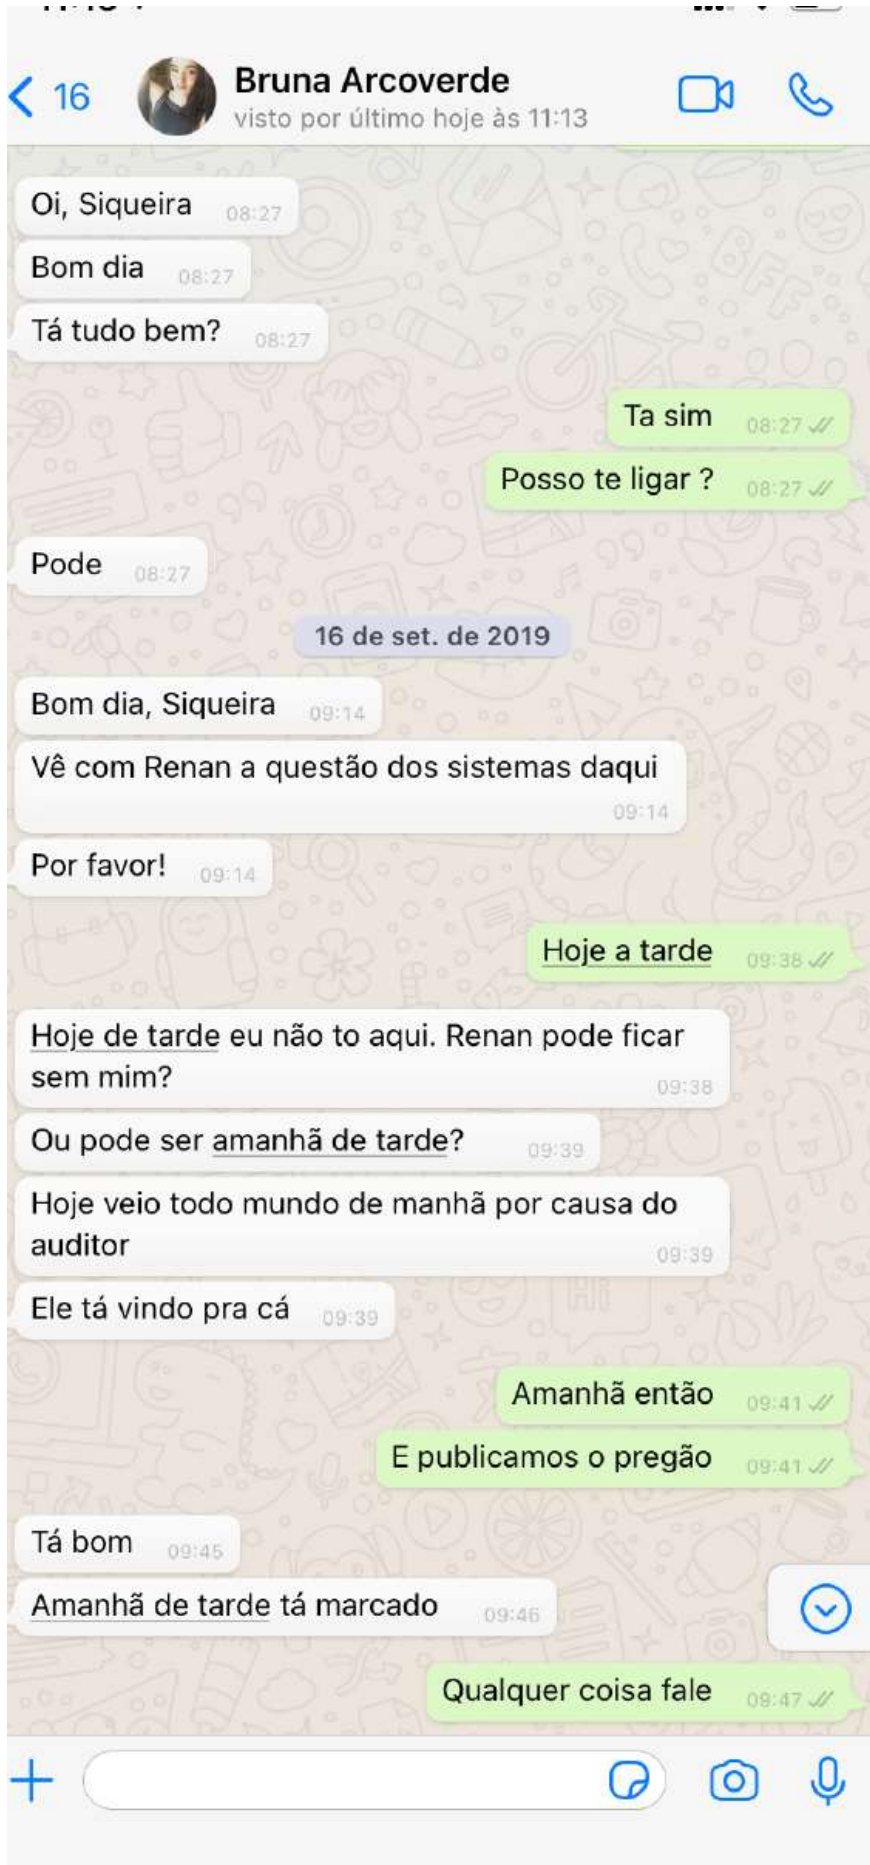 16
Bruna Arcoverde
visto por último hoje às 11:13
Oi, Siqueira 08:27
Bom dia 08:27
Tá tudo bem? 08:27
Ta sim 08:27
Posso te ligar ? 08:27
Pode 08:27
16 de set. de 2019
Bom dia, Siqueira 09:14
Vê com Renan a questão dos sistemas daqui
09:14
Por favor! 09:14
Hoje a tarde 09:38
Hoje de tarde eu não to aqui. Renan pode ficar
sem mim? 09:38
Ou pode ser amanhã de tarde? 09:39
Hoje veio todo mundo de manhã por causa do
auditor 09:39
Ele tá vindo pra cá 09:39
Amanhã então 09:41
E publicamos o pregão 09:41
Tá bom 09:45
Amanhã de tarde tá marcado 09:46
Qualquer coisa fale 09:47